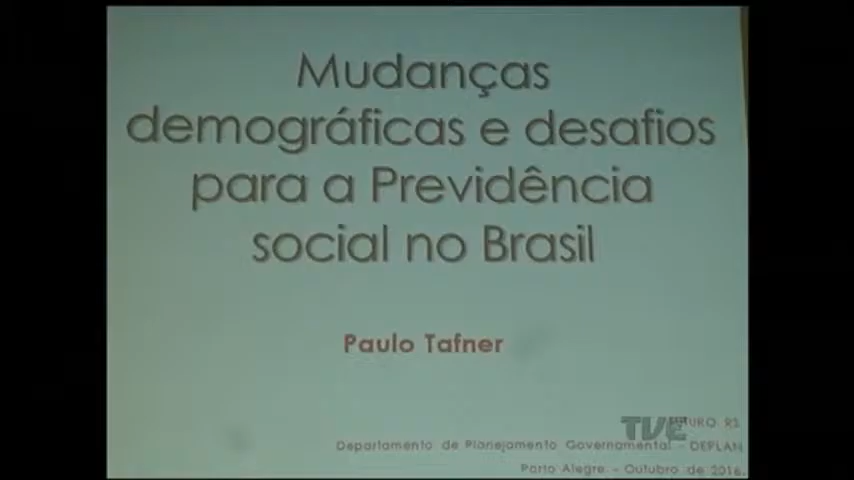 Mudanças
demográficas e desafios
para a Previdência
social no Brasil
Paulo Tafner
TVE
RS
Departamento de Planejamento Governamental - DEPLAN
Porto Alegre - Outubro de 2016